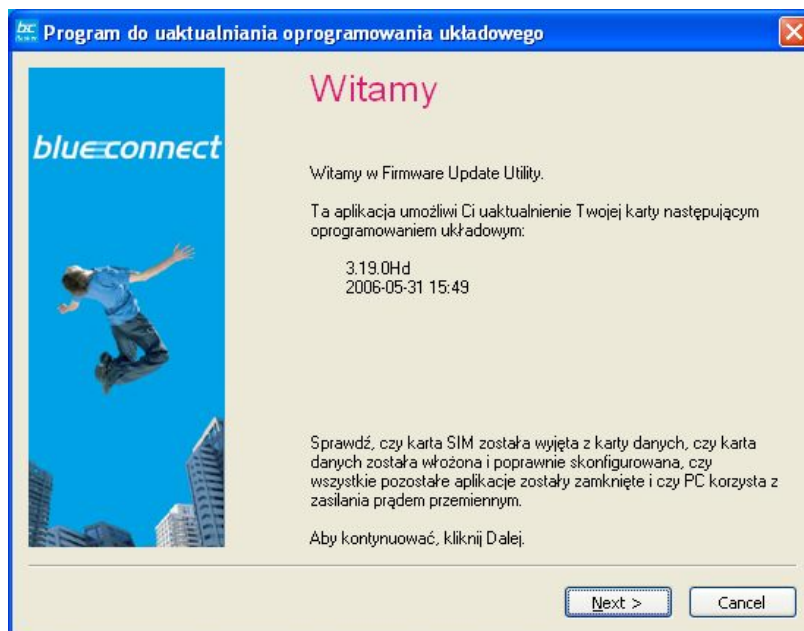 Program do uaktualniania oprogramowania układowego
blueconnect
Witamy
Witamy w Firmware Update Utility.
Ta aplikacja umożliwi Ci uaktualnienie Twojej karty następującym
oprogramowaniem układowym:
3.19.0Hd
2006-05-31 15:49
Sprawdź, czy karta SIM została wyjęta z karty danych, czy karta
danych została włożona i poprawnie skonfigurowana, czy
wszystkie pozostałe aplikacje zostały zamknięte i czy PC korzysta z
zasilania prądem przemiennym.
Aby kontynuować, kliknij Dalej.
Next >
Cancel